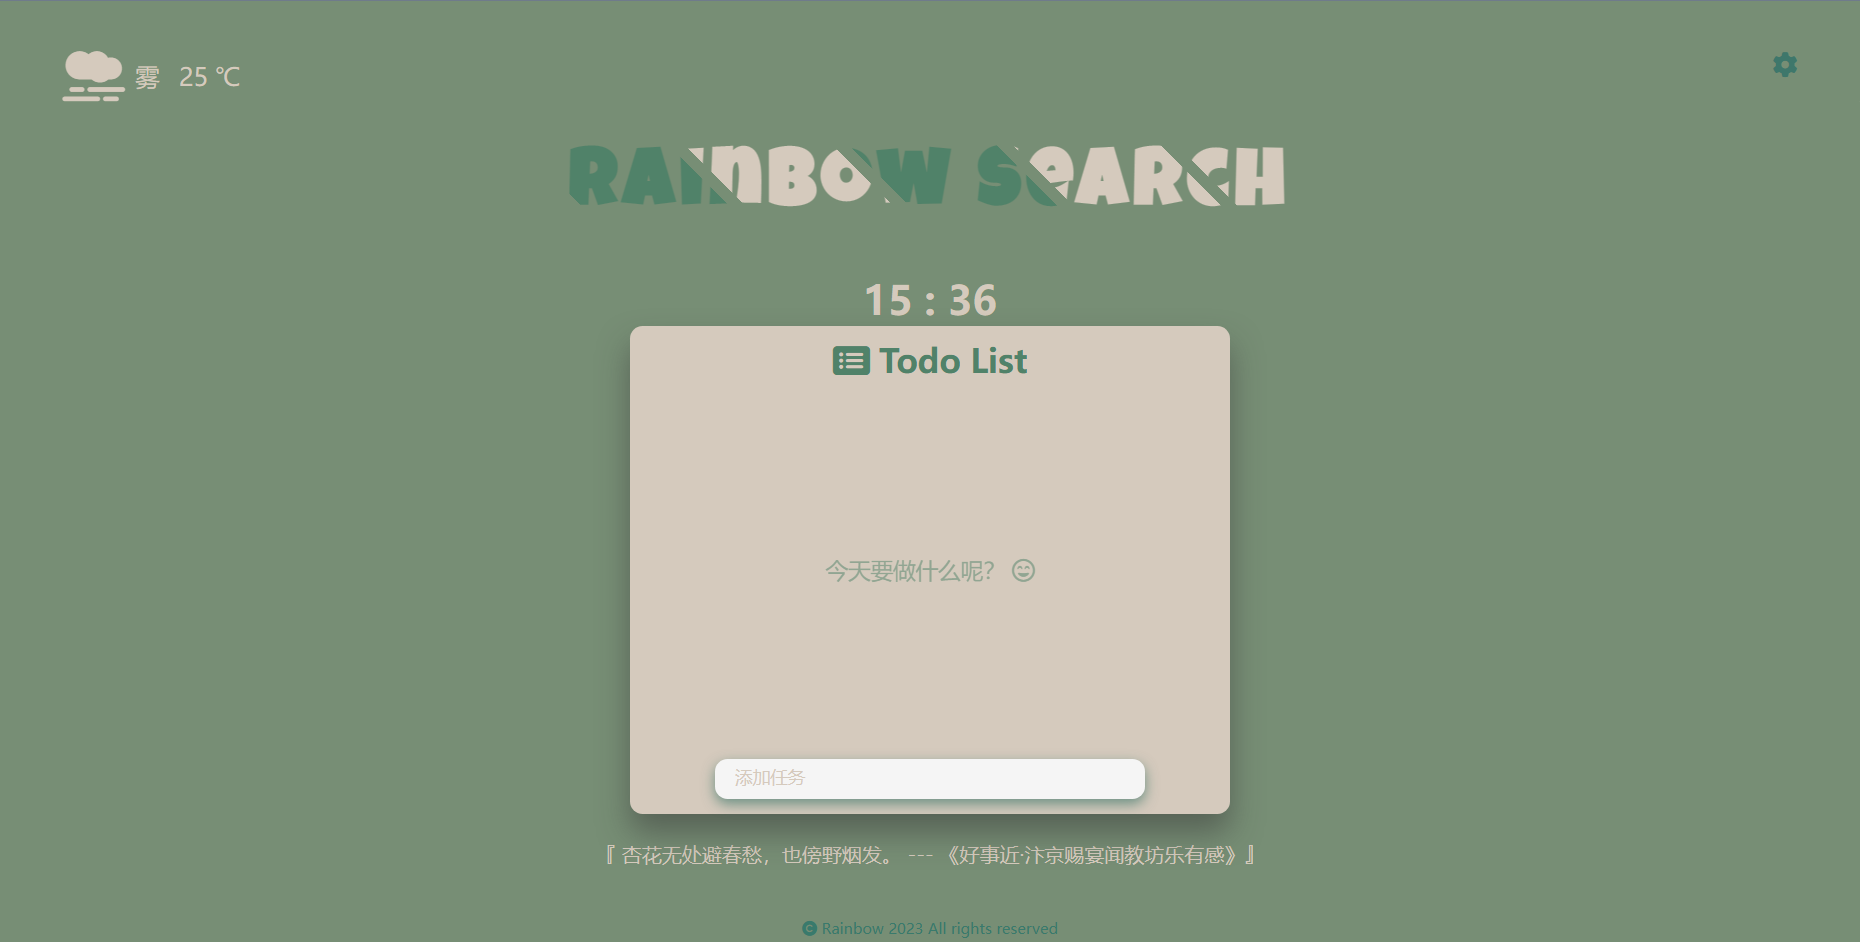 雾 25 ℃
RAINBOW SEARCH
15 : 36
Todo List
今天要做什么呢？
添加任务
『 杏花无处避春愁，也傍野烟发。 --- 《好事近·汴京赐宴闻教坊乐有感》』
© Rainbow 2023 All rights reserved